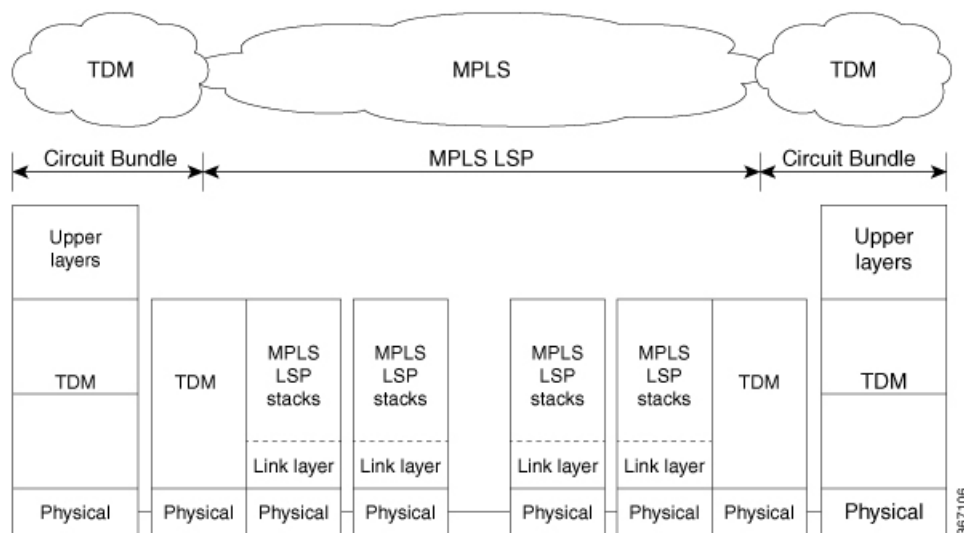 TDM
MPLS
TDM
Circuit Bundle
MPLS LSP
Circuit Bundle
Upper
layers
TDM
Physical
TDM
Physical
MPLS
LSP
stacks
Link layer
Physical
MPLS
LSP
stacks
Link layer
Physical
MPLS
LSP
stacks
Link layer
Physical
MPLS
LSP
stacks
Link layer
Physical
TDM
Physical
Upper
layers
TDM
Physical